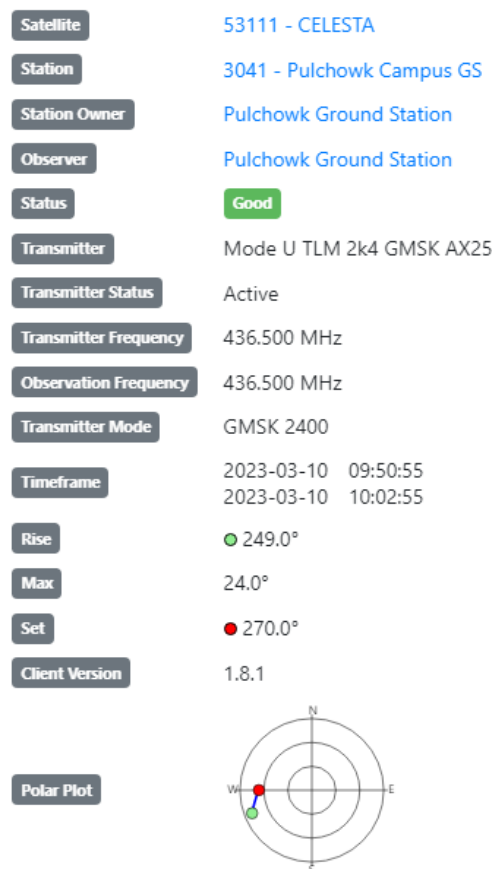 Satellite 53111 - CELESTA
Station 3041 - Pulchowk Campus GS
Station Owner Pulchowk Ground Station
Observer Pulchowk Ground Station
Status Good
Transmitter Mode U TLM 2k4 GMSK AX25
Transmitter Status Active
Transmitter Frequency 436.500 MHz
Observation Frequency 436.500 MHz
Transmitter Mode GMSK 2400
Timeframe 2023-03-10 09:50:55
2023-03-10 10:02:55
Rise 249.0°
Max 24.0°
Set 270.0°
Client Version 1.8.1
Polar Plot
N
W E
S